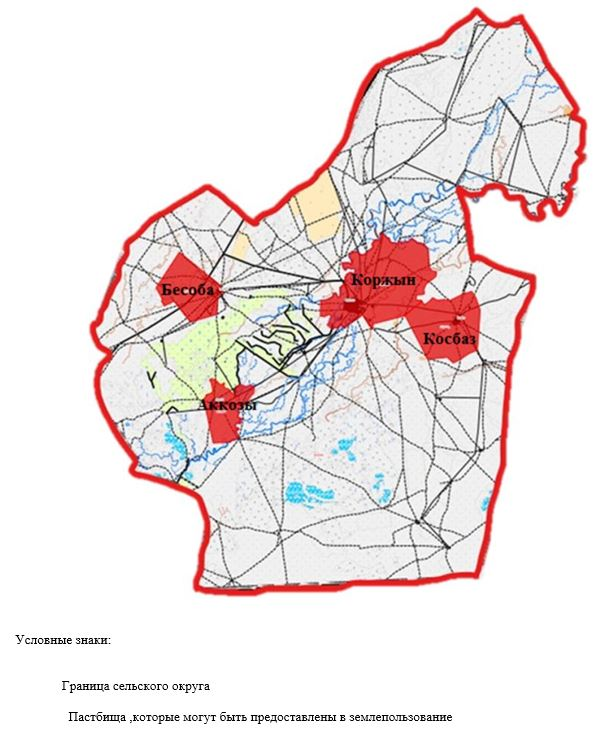 Коржын
Бесоба
Косбаз
Аккозы
Условные знаки:
Граница сельского округа
Пастбища ,которые могут быть предоставлены в землепользование